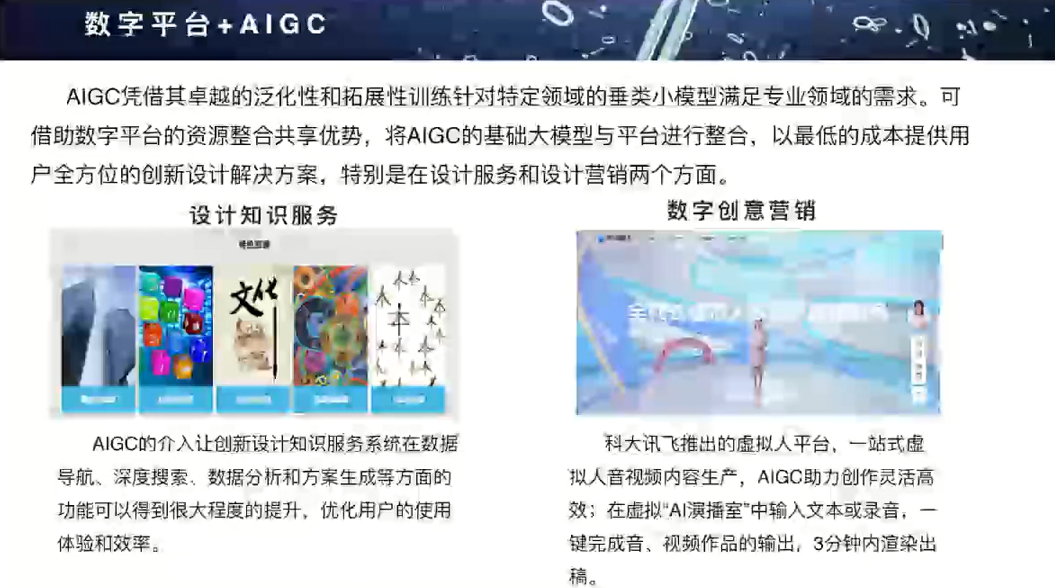 数字平台+AIGC
AIGC凭借其卓越的泛化性和拓展性训练针对特定领域的垂类小模型满足专业领域的需求。可
借助数字平台的资源整合共享优势，将AIGC的基础大模型与平台进行整合，以最低的成本提供用
户全方位的创新设计解决方案，特别是在设计服务和设计营销两个方面。
设计知识服务
文化
本
AIGC的介入让创新设计知识服务系统在数据
导航、深度搜索、数据分析和方案生成等方面的
功能可以得到很大程度的提升，优化用户的使用
体验和效率。
数字创意营销
科大讯飞推出的虚拟人平台，一站式虚
拟人音视频内容生产，AIGC助力创作灵活高
效；在虚拟“AI演播室”中输入文本或录音，一
键完成音、视频作品的输出，3分钟内渲染出
稿。